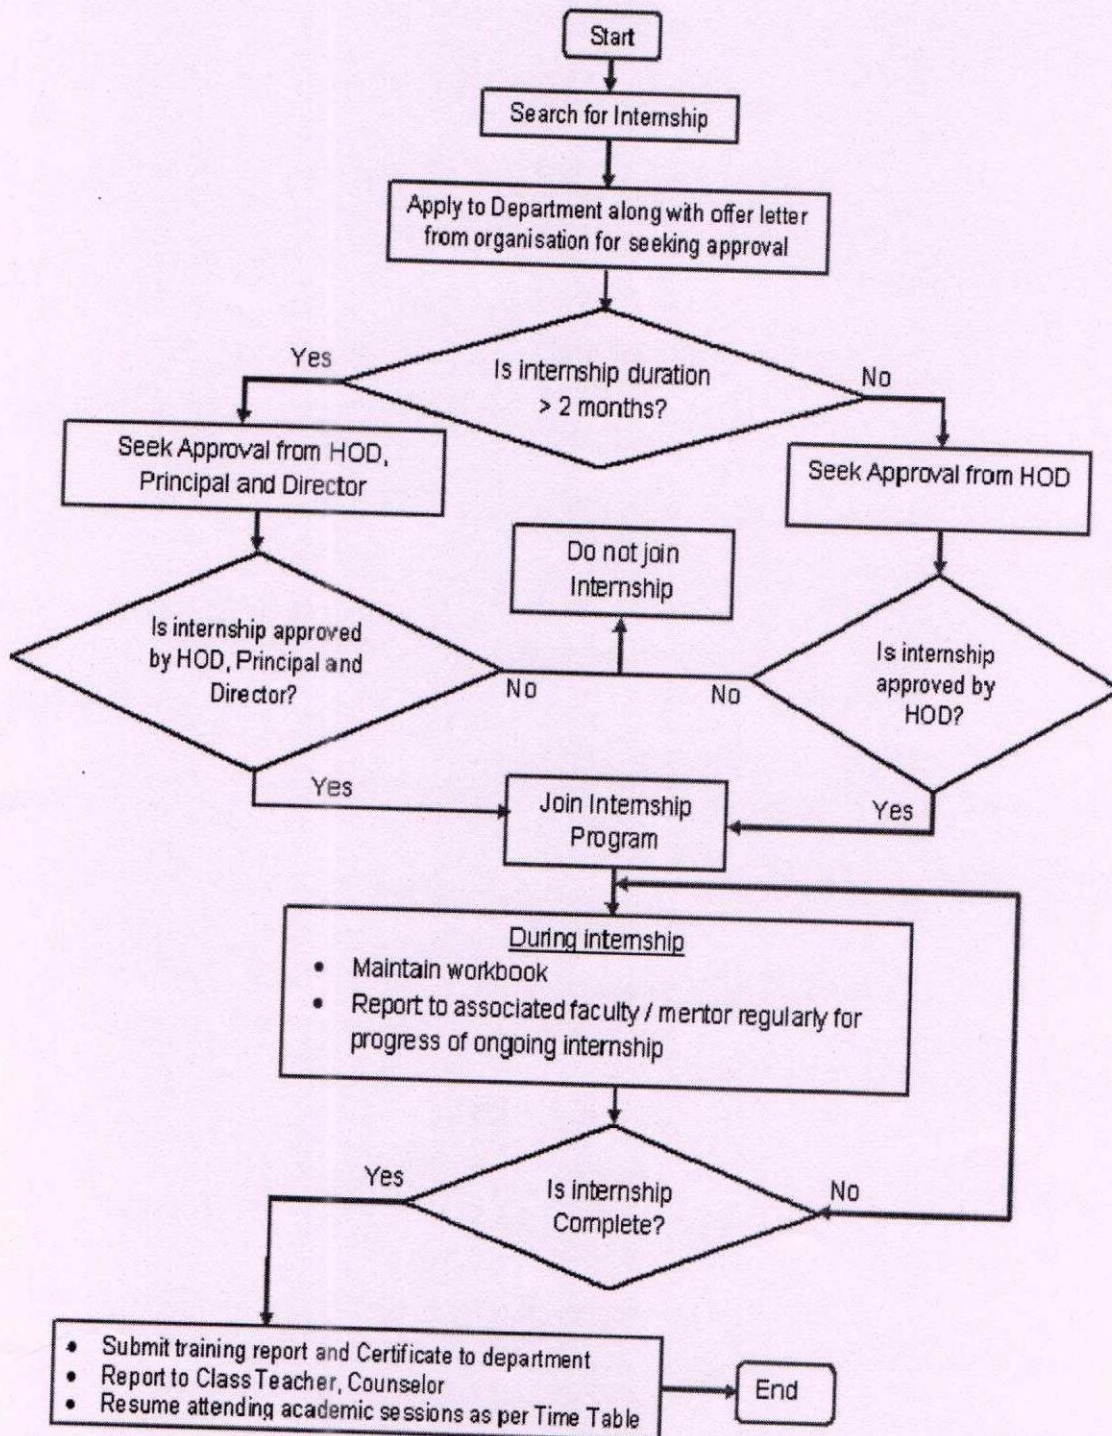 Start
Search for Internship
Apply to Department along with offer letter
from organisation for seeking approval
Yes
Is internship duration
> 2 months?
No
Seek Approval from HOD,
Principal and Director
Seek Approval from HOD
Do not join
Internship
Is internship approved
by HOD, Principal and
Director?
No
No
Is internship
approved by
HOD?
Yes
Join Internship
Program
Yes
During internship
• Maintain workbook
• Report to associated faculty / mentor regularly for
progress of ongoing internship
Yes
Is internship
Complete?
No
• Submit training report and Certificate to department
• Report to Class Teacher, Counselor
• Resume attending academic sessions as per Time Table
End